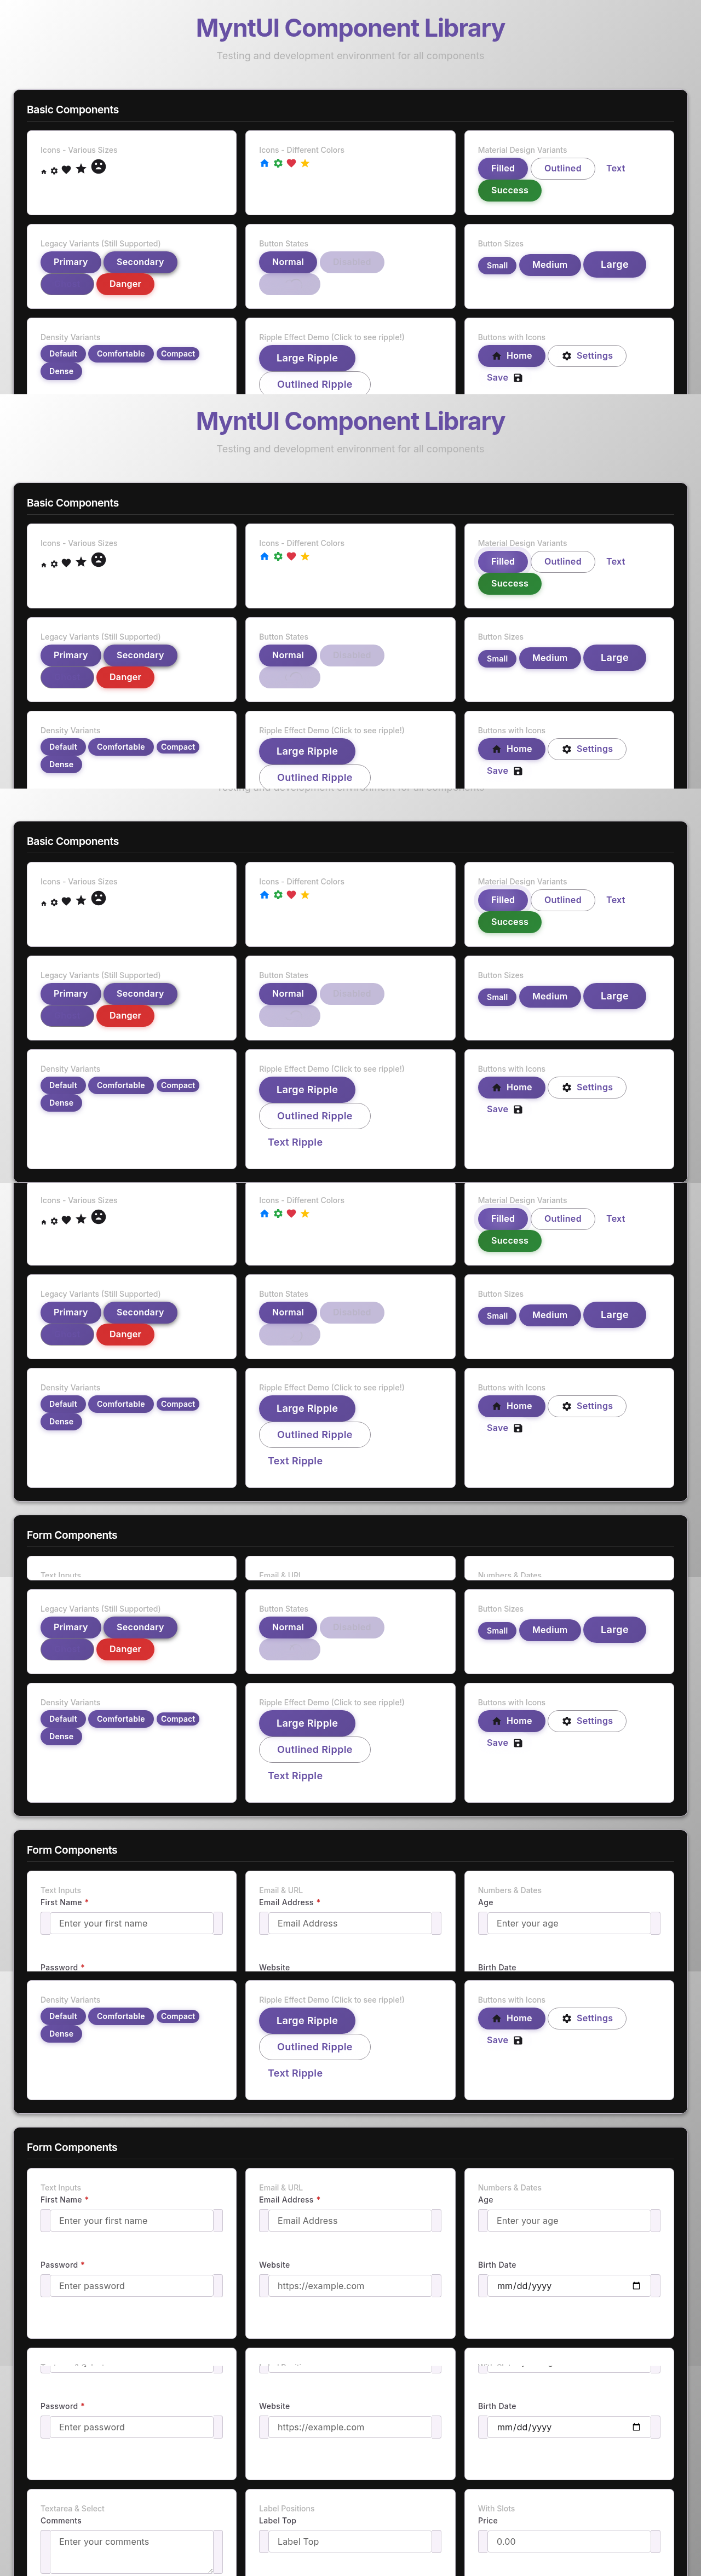 MyntUI Component Library
Testing and development environment for all components
Basic Components
Icons - Various Sizes
Icons - Different Colors
Material Design Variants
Filled
Outlined
Text
Success
Legacy Variants (Still Supported)
Button States
Button Sizes
Primary
Secondary
Normal
Disabled
Small
Medium
Large
Danger
Density Variants
Ripple Effect Demo (Click to see ripple!)
Buttons with Icons
Default
Comfortable
Compact
Large Ripple
Home
Settings
Dense
Outlined Ripple
Save
MyntUI Component Library
Testing and development environment for all components
Basic Components
Icons - Various Sizes
Icons - Different Colors
Material Design Variants
Filled
Outlined
Text
Success
Legacy Variants (Still Supported)
Button States
Button Sizes
Primary
Secondary
Normal
Disabled
Small
Medium
Large
Danger
Density Variants
Ripple Effect Demo (Click to see ripple!)
Buttons with Icons
Default
Comfortable
Compact
Large Ripple
Home
Settings
Dense
Outlined Ripple
Save
Testing and development environment for all components
Basic Components
Icons - Various Sizes
Icons - Different Colors
Material Design Variants
Filled
Outlined
Text
Success
Legacy Variants (Still Supported)
Button States
Button Sizes
Primary
Secondary
Normal
Disabled
Small
Medium
Large
Danger
Density Variants
Ripple Effect Demo (Click to see ripple!)
Buttons with Icons
Default
Comfortable
Compact
Large Ripple
Home
Settings
Dense
Outlined Ripple
Save
Text Ripple
Icons - Various Sizes
Icons - Different Colors
Material Design Variants
Filled
Outlined
Text
Success
Legacy Variants (Still Supported)
Button States
Button Sizes
Primary
Secondary
Normal
Disabled
Small
Medium
Large
Danger
Density Variants
Ripple Effect Demo (Click to see ripple!)
Buttons with Icons
Default
Comfortable
Compact
Large Ripple
Home
Settings
Dense
Outlined Ripple
Save
Text Ripple
Form Components
Text Inputs
Email & URL
Numbers & Dates
Legacy Variants (Still Supported)
Button States
Button Sizes
Primary
Secondary
Normal
Disabled
Small
Medium
Large
Danger
Density Variants
Ripple Effect Demo (Click to see ripple!)
Buttons with Icons
Default
Comfortable
Compact
Large Ripple
Home
Settings
Dense
Outlined Ripple
Save
Text Ripple
Form Components
Text Inputs
Email & URL
Numbers & Dates
First Name *
Email Address *
Age
Enter your first name
Email Address
Enter your age
Password *
Website
Birth Date
Density Variants
Ripple Effect Demo (Click to see ripple!)
Buttons with Icons
Default
Comfortable
Compact
Large Ripple
Home
Settings
Dense
Outlined Ripple
Save
Text Ripple
Form Components
Text Inputs
Email & URL
Numbers & Dates
First Name *
Email Address *
Age
Enter your first name
Email Address
Enter your age
Password *
Website
Birth Date
Enter password
https://example.com
mm/dd/yyyy
Password *
Website
Birth Date
Enter password
https://example.com
mm/dd/yyyy
Textarea & Select
Label Positions
With Slots
Comments
Label Top
Price
Enter your comments
Label Top
0.00